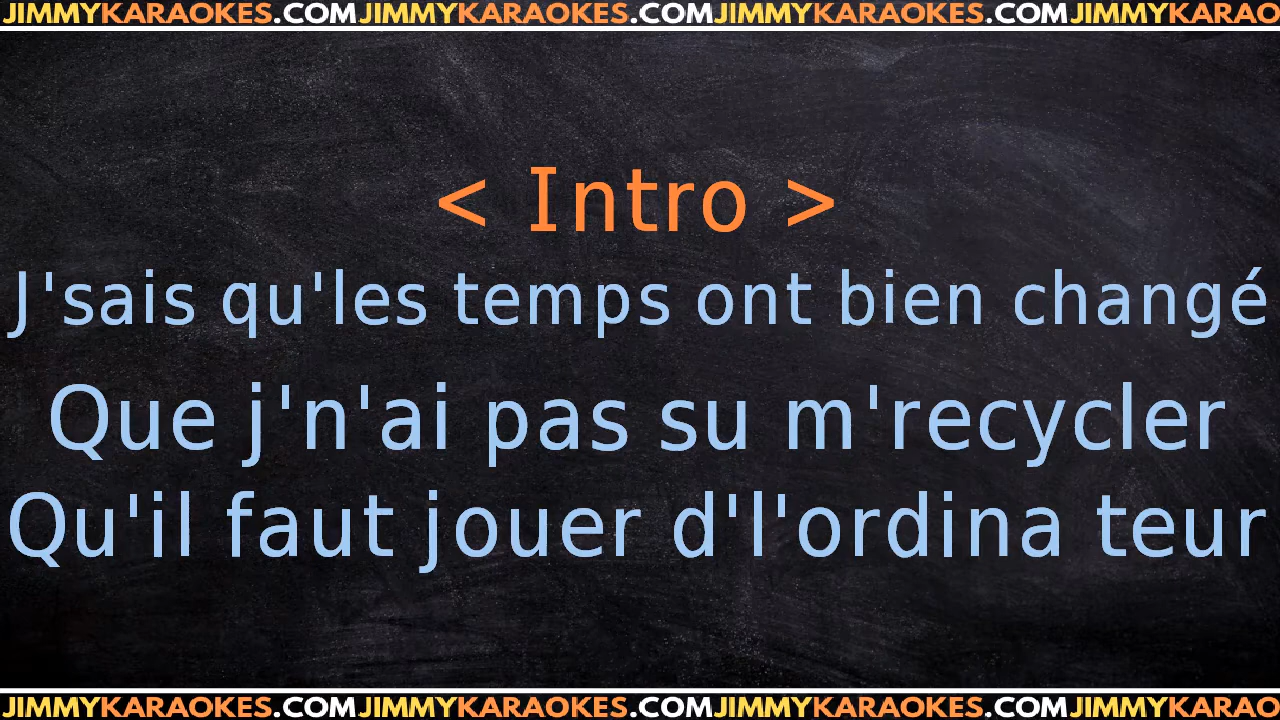 JIMMYKARAOKES.COMJIMMYKARAOKES.COMJIMMYKARAOKES.COMJIMMYKARAO
< Intro >
J'sais qu'les temps ont bien changé
Que j'n'ai pas su m'recycler
Qu'il faut jouer d'l'ordina teur
JIMMYKARAOKES.COMJIMMYKARAOKES.COMJIMMYKARAOKES.COMJIMMYKARAO